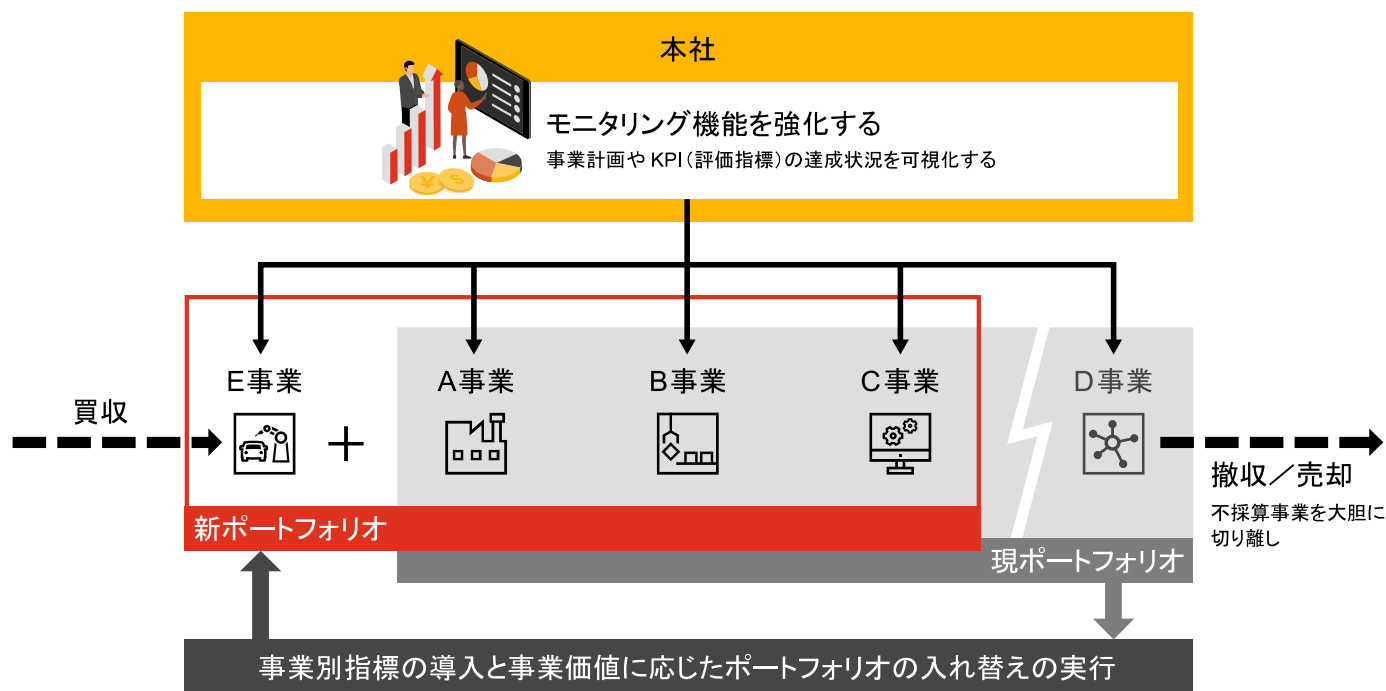 本社
モニタリング機能を強化する
事業計画や KPI(評価指標)の達成状況を可視化する
¥
$
E事業
A事業
B事業
C事業
D事業
買収
撤収/売却
不採算事業を大胆に
切り離し
新ポートフォリオ
現ポートフォリオ
事業別指標の導入と事業価値に応じたポートフォリオの入れ替えの実行